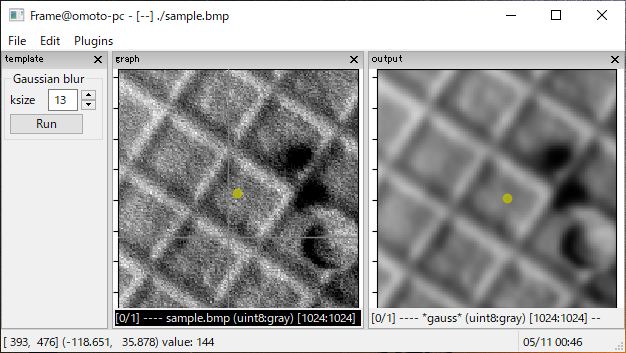 Frame@omoto-pc - [--] ./sample.bmp
File Edit Plugins
template
Gaussian blur
ksize 13
Run
graph
[0/1] ---- sample.bmp (uint8:gray) [1024:1024]
output
[0/1] ---- *gauss* (uint8:gray) [1024:1024] --
[ 393, 476] (-118.651, 35.878) value: 144
05/11 00:46